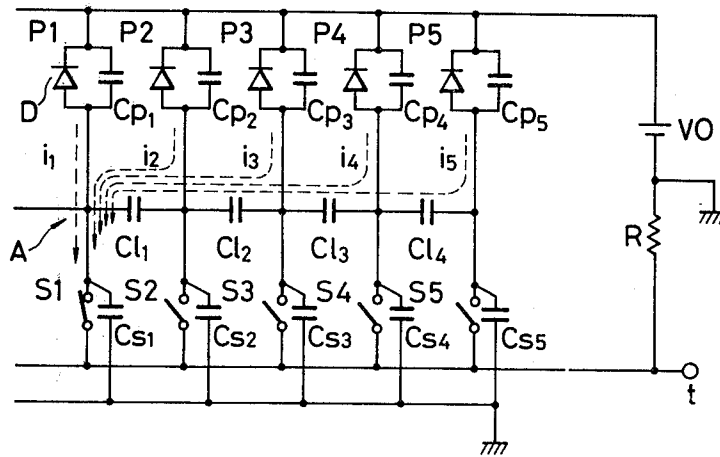 P1 P2 P3 P4 P5
D Cp1 Cp2 Cp3 Cp4 Cp5
VO
i1 i2 i3 i4 i5
R
A Cl1 Cl2 Cl3 Cl4
S1 S2 S3 S4 S5
Cs1 Cs2 Cs3 Cs4 Cs5
t